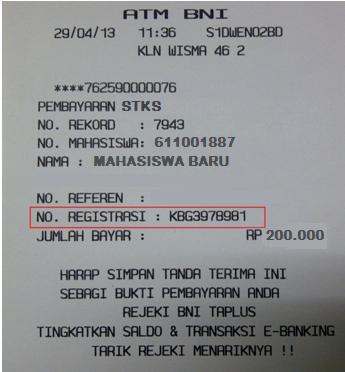 ATM BNI
29/04/13 11:36 S1DWEN02BD
KLN WISMA 46 2
****762590000076
PEMBAYARAN STKS
NO. REKORD : 7943
NO. MAHASISWA: 611001887
NAMA : MAHASISWA BARU
NO. REFEREN :
NO. REGISTRASI : KBG3978981
JUMLAH BAYAR : RP 200.000
HARAP SIMPAN TANDA TERIMA INI
SEBAGI BUKTI PEMBAYARAN ANDA
REJEKI BNI TAPLUS
TINGKATKAN SALDO & TRANSAKSI E-BANKING
TARIK REJEKI MENARIKNYA !!